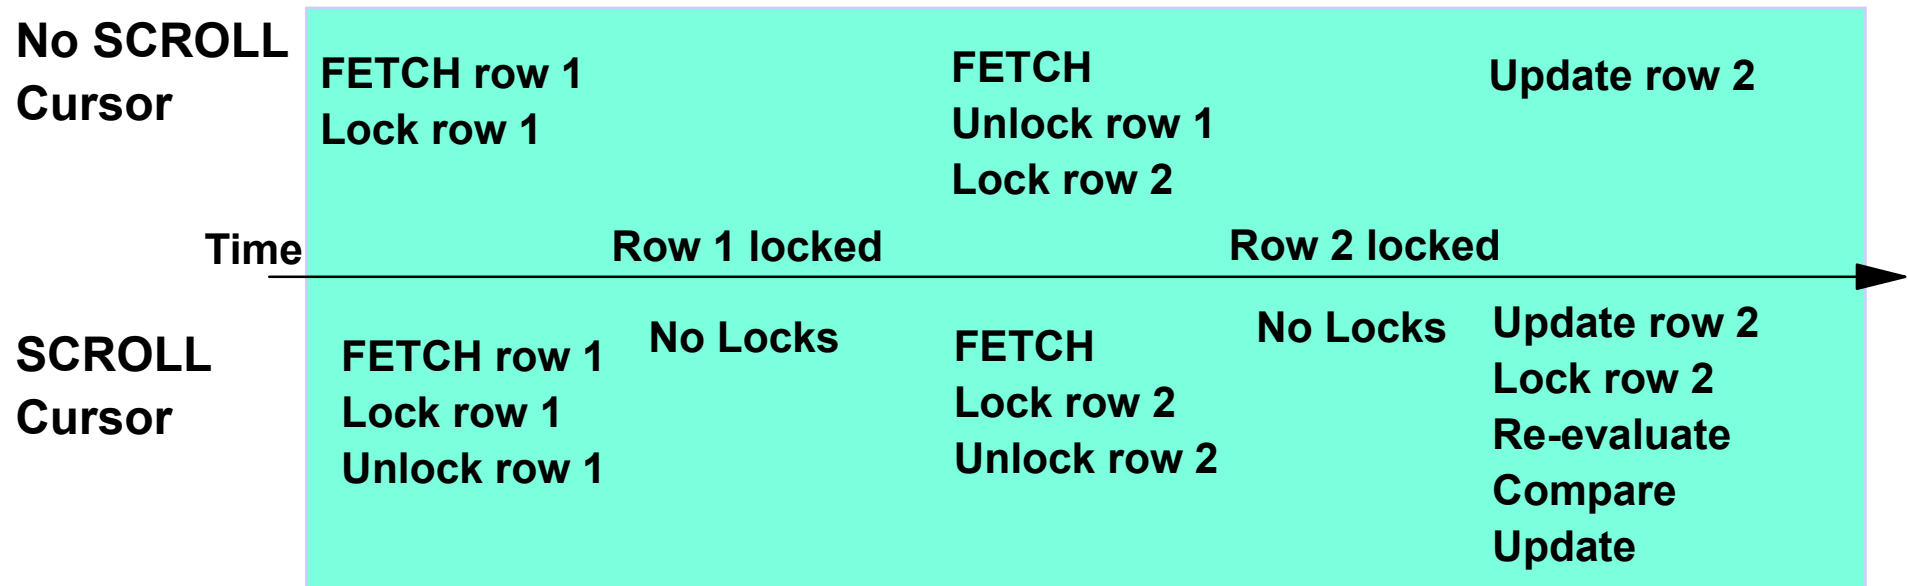 No SCROLL
Cursor
FETCH row 1
Lock row 1
FETCH
Unlock row 1
Lock row 2
Update row 2
Time
Row 1 locked
Row 2 locked
SCROLL
Cursor
FETCH row 1
Lock row 1
Unlock row 1
No Locks
FETCH
Lock row 2
Unlock row 2
No Locks
Update row 2
Lock row 2
Re-evaluate
Compare
Update